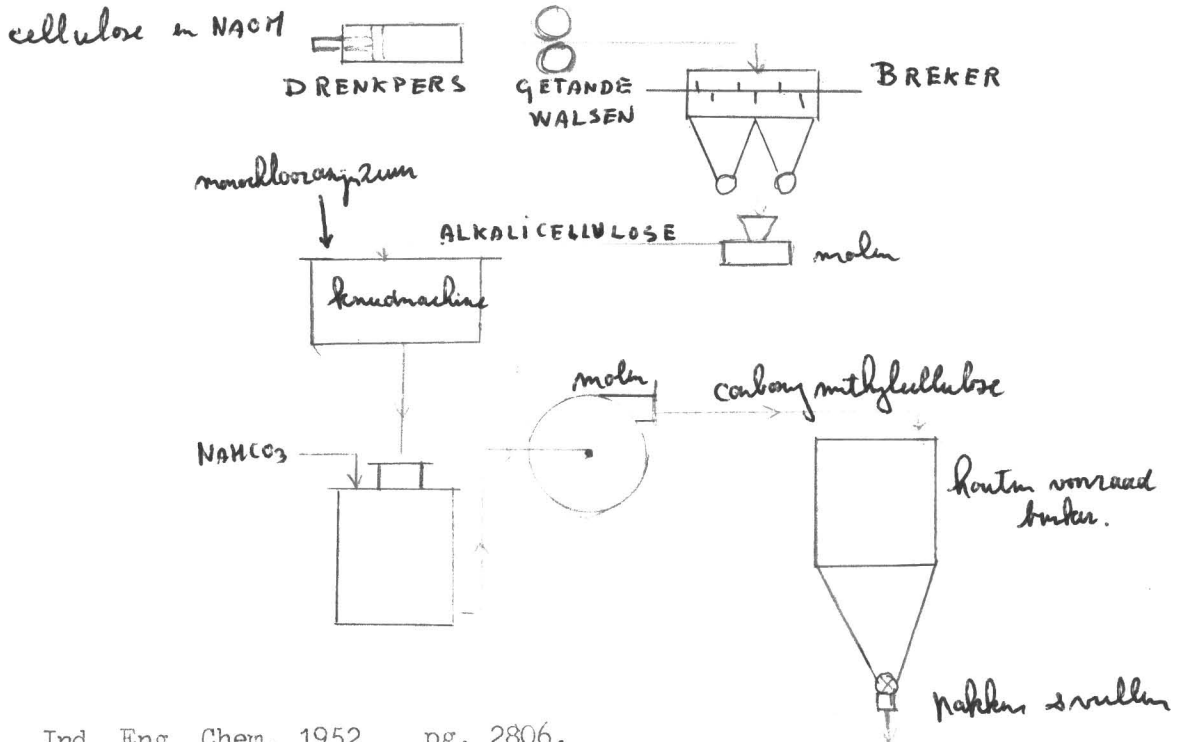 cellulose en NAOH
DRENKPERS
GETANDE
WALSEN
BREKER
monochloorazijnzuur
ALKALICELLULOSE
molen
kneedmachine
molen
carboxymethylcellulose
NAHCO3
houten voorraad
bunker.
pakken
Ind. Eng. Chem. 1952 pg. 2806.